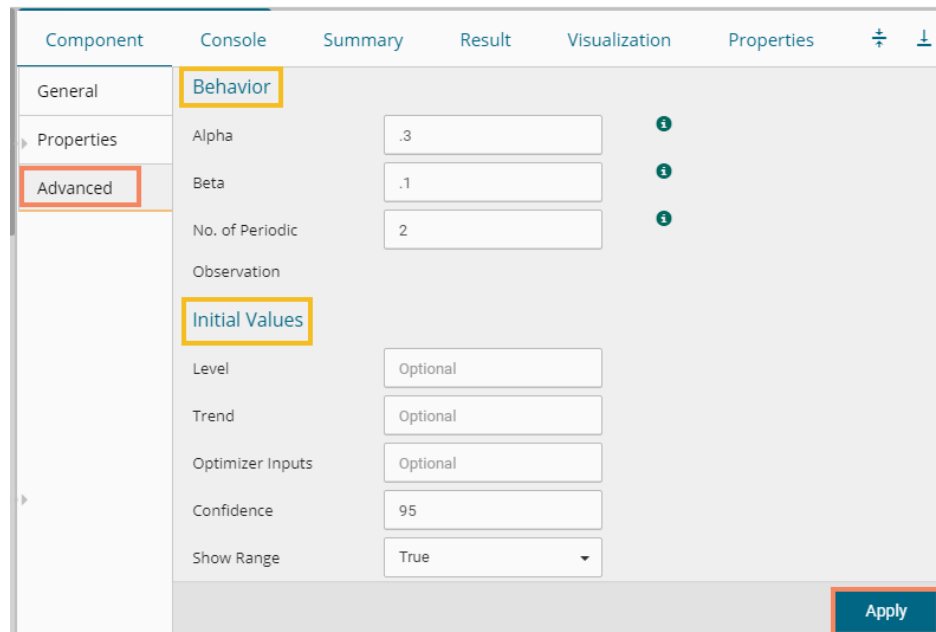 Component Console Summary Result Visualization Properties
General
Properties
Advanced
Behavior
Alpha .3
Beta .1
No. of Periodic 2
Observation
Initial Values
Level Optional
Trend Optional
Optimizer Inputs Optional
Confidence 95
Show Range True
Apply